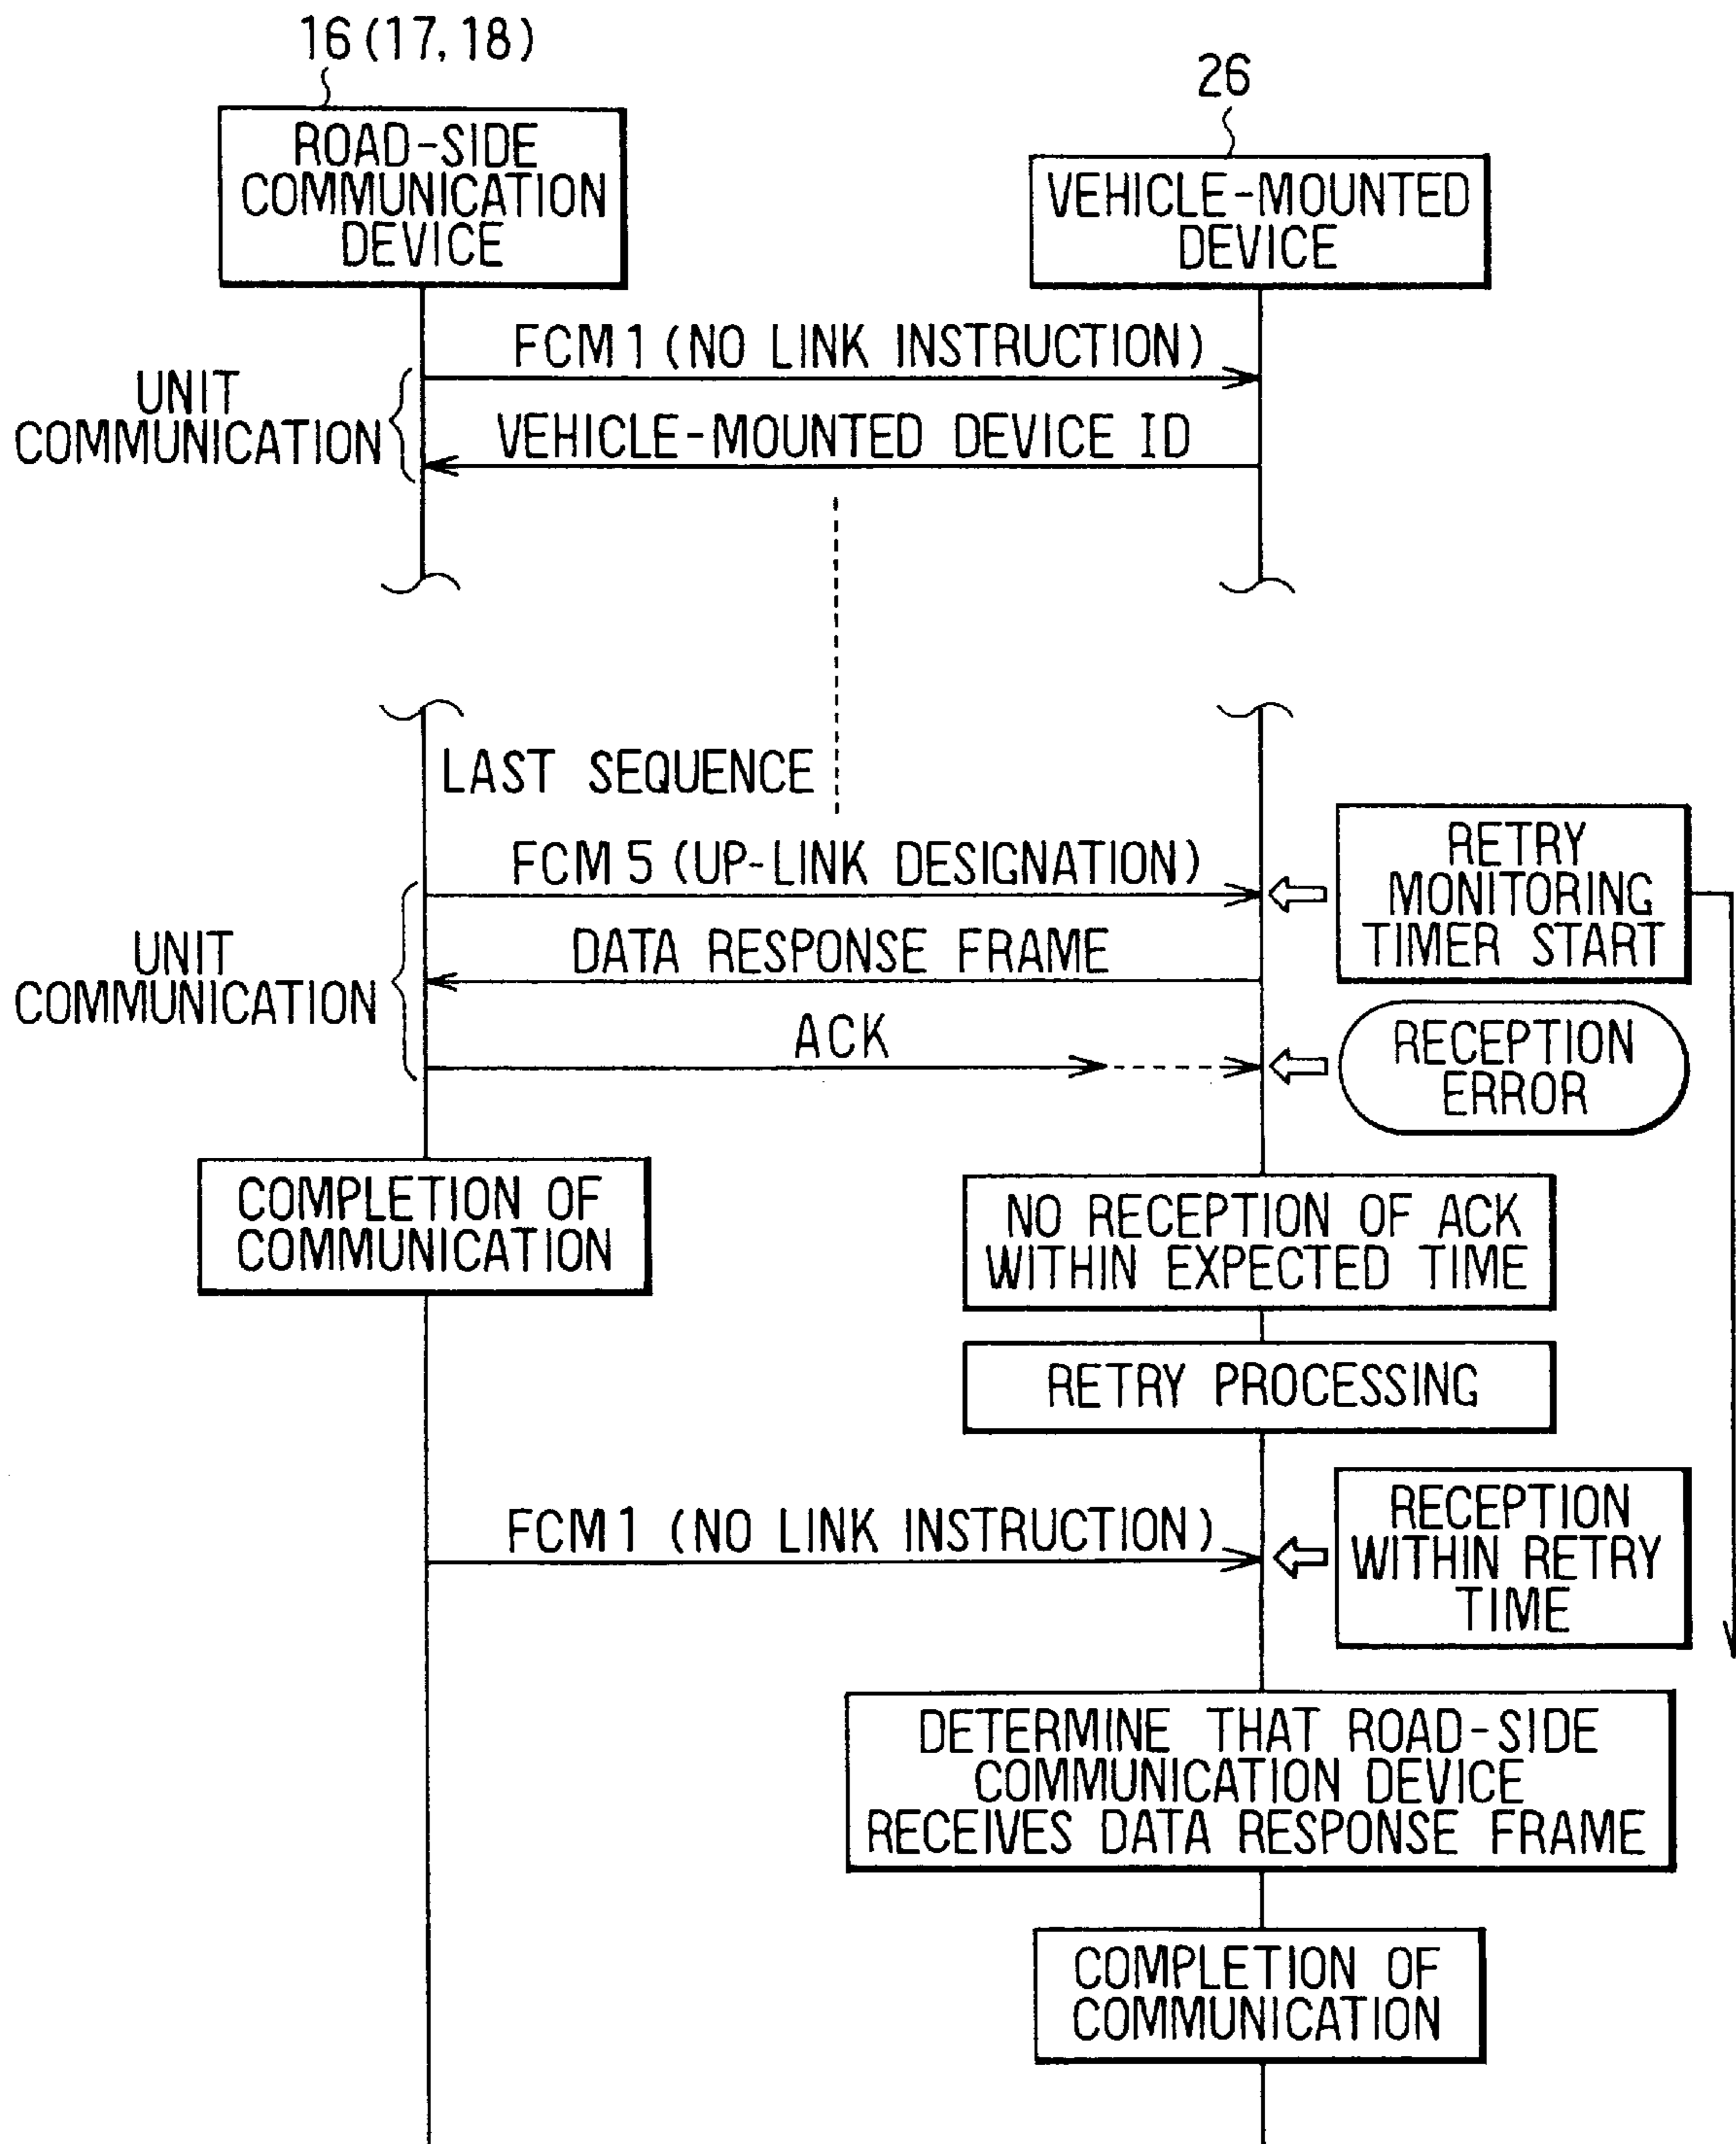 16(17, 18)
26
ROAD-SIDE
COMMUNICATION
DEVICE
VEHICLE-MOUNTED
DEVICE
FCM 1 (NO LINK INSTRUCTION)
UNIT
COMMUNICATION
VEHICLE-MOUNTED DEVICE ID
LAST SEQUENCE
FCM 5 (UP-LINK DESIGNATION)
RETRY
MONITORING
TIMER START
UNIT
COMMUNICATION
DATA RESPONSE FRAME
ACK
RECEPTION
ERROR
COMPLETION OF
COMMUNICATION
NO RECEPTION OF ACK
WITHIN EXPECTED TIME
RETRY PROCESSING
FCM 1 (NO LINK INSTRUCTION)
RECEPTION
WITHIN RETRY
TIME
DETERMINE THAT ROAD-SIDE
COMMUNICATION DEVICE
RECEIVES DATA RESPONSE FRAME
COMPLETION OF
COMMUNICATION